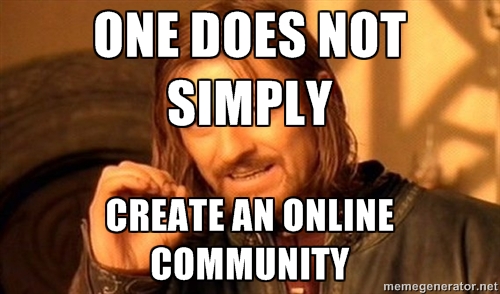 ONE DOES NOT
SIMPLY
CREATE AN ONLINE
COMMUNITY
memegenerator.net